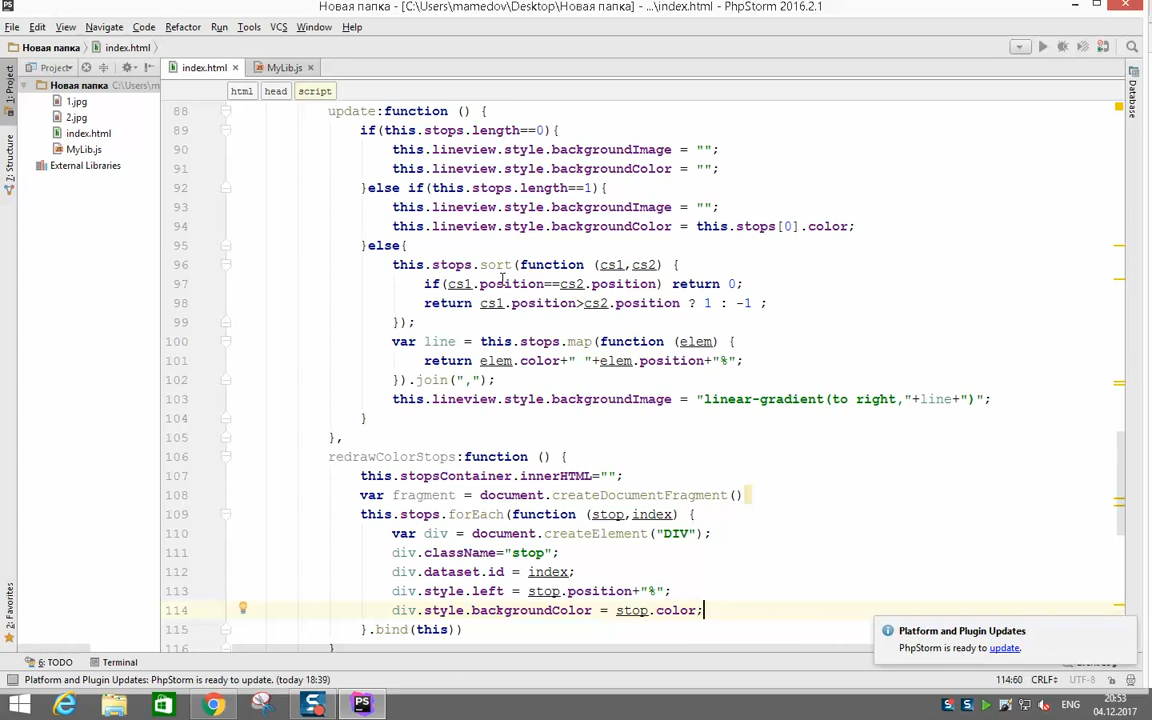 Новая папка - [C:\Users\mamedov\Desktop\Новая папка] - ...\index.html - PhpStorm 2016.2.1
File Edit View Navigate Code Refactor Run Tools VCS Window Help
Новая папка index.html
Project index.html MyLib.js
1: Project
7: Structure
2: Favorites
Database
Новая папка C:\Users\m
1.jpg
2.jpg
index.html
MyLib.js
External Libraries
html head script
88 update:function () {
89 if(this.stops.length==0){
90 this.lineview.style.backgroundImage = "";
91 this.lineview.style.backgroundColor = "";
92 }else if(this.stops.length==1){
93 this.lineview.style.backgroundImage = "";
94 this.lineview.style.backgroundColor = this.stops[0].color;
95 }else{
96 this.stops.sort(function (cs1,cs2) {
97 if(cs1.position==cs2.position) return 0;
98 return cs1.position>cs2.position ? 1 : -1 ;
99 });
100 var line = this.stops.map(function (elem) {
101 return elem.color+" "+elem.position+"%";
102 }).join(",");
103 this.lineview.style.backgroundImage = "linear-gradient(to right,"+line+")";
104 }
105 },
106 redrawColorStops:function () {
107 this.stopsContainer.innerHTML="";
108 var fragment = document.createDocumentFragment()
109 this.stops.forEach(function (stop,index) {
110 var div = document.createElement("DIV");
111 div.className="stop";
112 div.dataset.id = index;
113 div.style.left = stop.position+"%";
114 div.style.backgroundColor = stop.color;
115 }.bind(this))
116 }
Platform and Plugin Updates
PhpStorm is ready to update.
6: TODO Terminal
Platform and Plugin Updates: PhpStorm is ready to update. (today 18:39) 114:60 CRLF UTF-8
ENG 20:53
04.12.2017